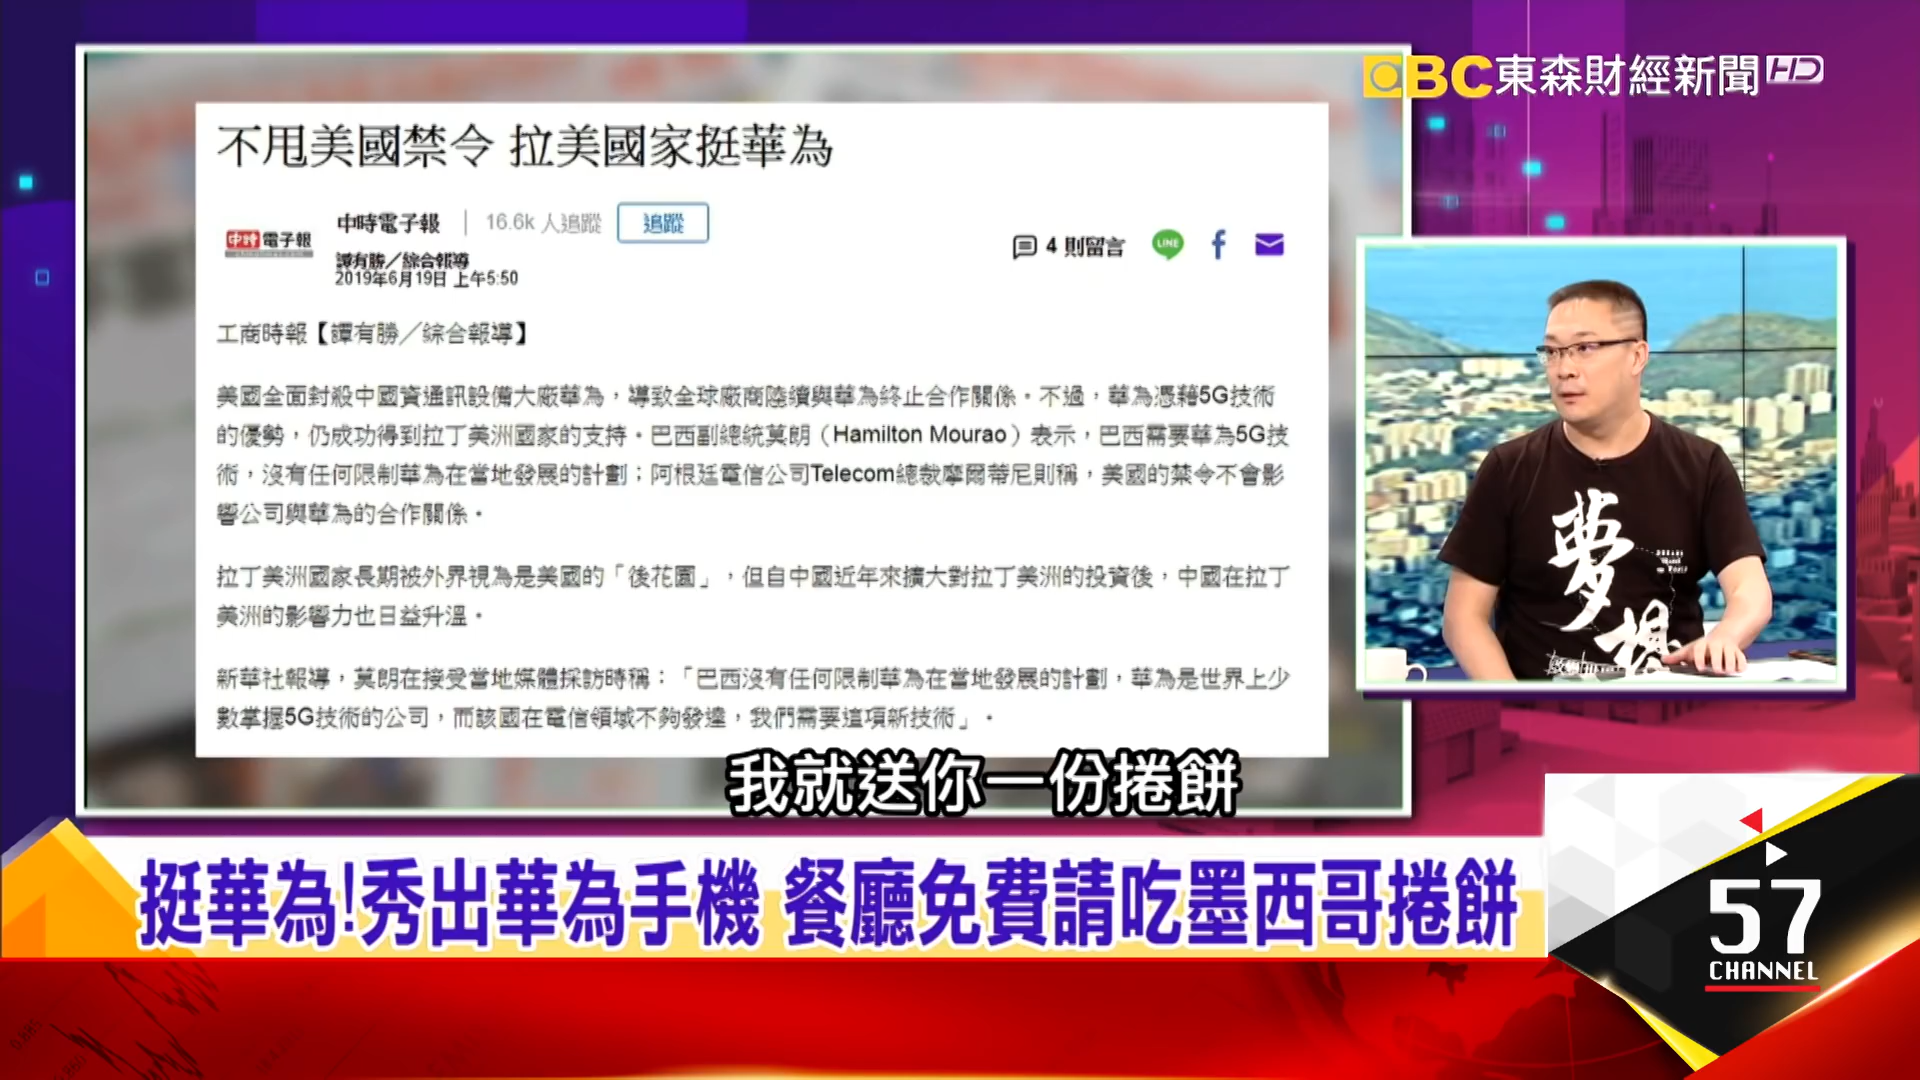 EBC東森財經新聞HD
不甩美國禁令 拉美國家挺華為
中時電子報
中時電子報 | 16.6k 人追蹤 追蹤
譚有勝／綜合報導
2019年6月19日 上午5:50
4 則留言 LINE
工商時報【譚有勝／綜合報導】
美國全面封殺中國資通訊設備大廠華為，導致全球廠商陸續與華為終止合作關係。不過，華為憑藉5G技術
的優勢，仍成功得到拉丁美洲國家的支持。巴西副總統莫朗（Hamilton Mourao）表示，巴西需要華為5G技
術，沒有任何限制華為在當地發展的計劃；阿根廷電信公司Telecom總裁摩爾蒂尼則稱，美國的禁令不會影
響公司與華為的合作關係。
拉丁美洲國家長期被外界視為是美國的「後花園」，但自中國近年來擴大對拉丁美洲的投資後，中國在拉丁
美洲的影響力也日益升溫。
新華社報導，莫朗在接受當地媒體採訪時稱：「巴西沒有任何限制華為在當地發展的計劃，華為是世界上少
數掌握5G技術的公司，而該國在電信領域不夠發達，我們需要這項新技術」。
夢想
我就送你一份捲餅
挺華為!秀出華為手機 餐廳免費請吃墨西哥捲餅
57
CHANNEL